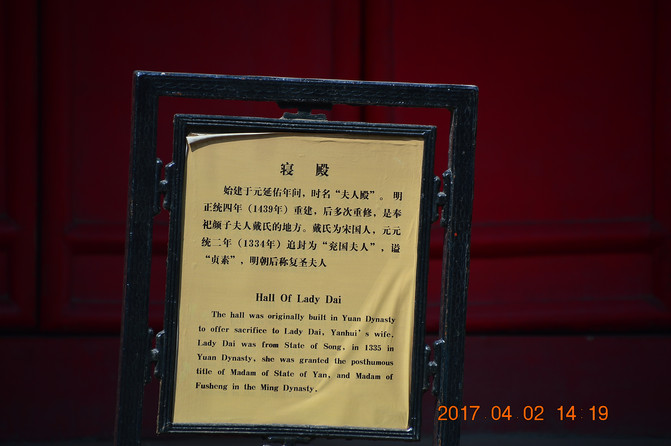 寝 殿
始建于元延佑年间，时名“夫人殿”。明
正统四年（1439年）重建，后多次重修，是奉
祀颜子夫人戴氏的地方。戴氏为宋国人，元元
统二年（1334年）追封为“兖国夫人”，谥
“贞素”，明朝后称复圣夫人
Hall Of Lady Dai
The hall was originally built in Yuan Dynasty
to offer sacrifice to Lady Dai, Yanhui's wife.
Lady Dai was from State of Song, in 1335 in
Yuan Dynasty, she was granted the posthumous
title of Madam of State of Yan, and Madam of
Fusheng in the Ming Dynasty.
2017 04 02 14 19